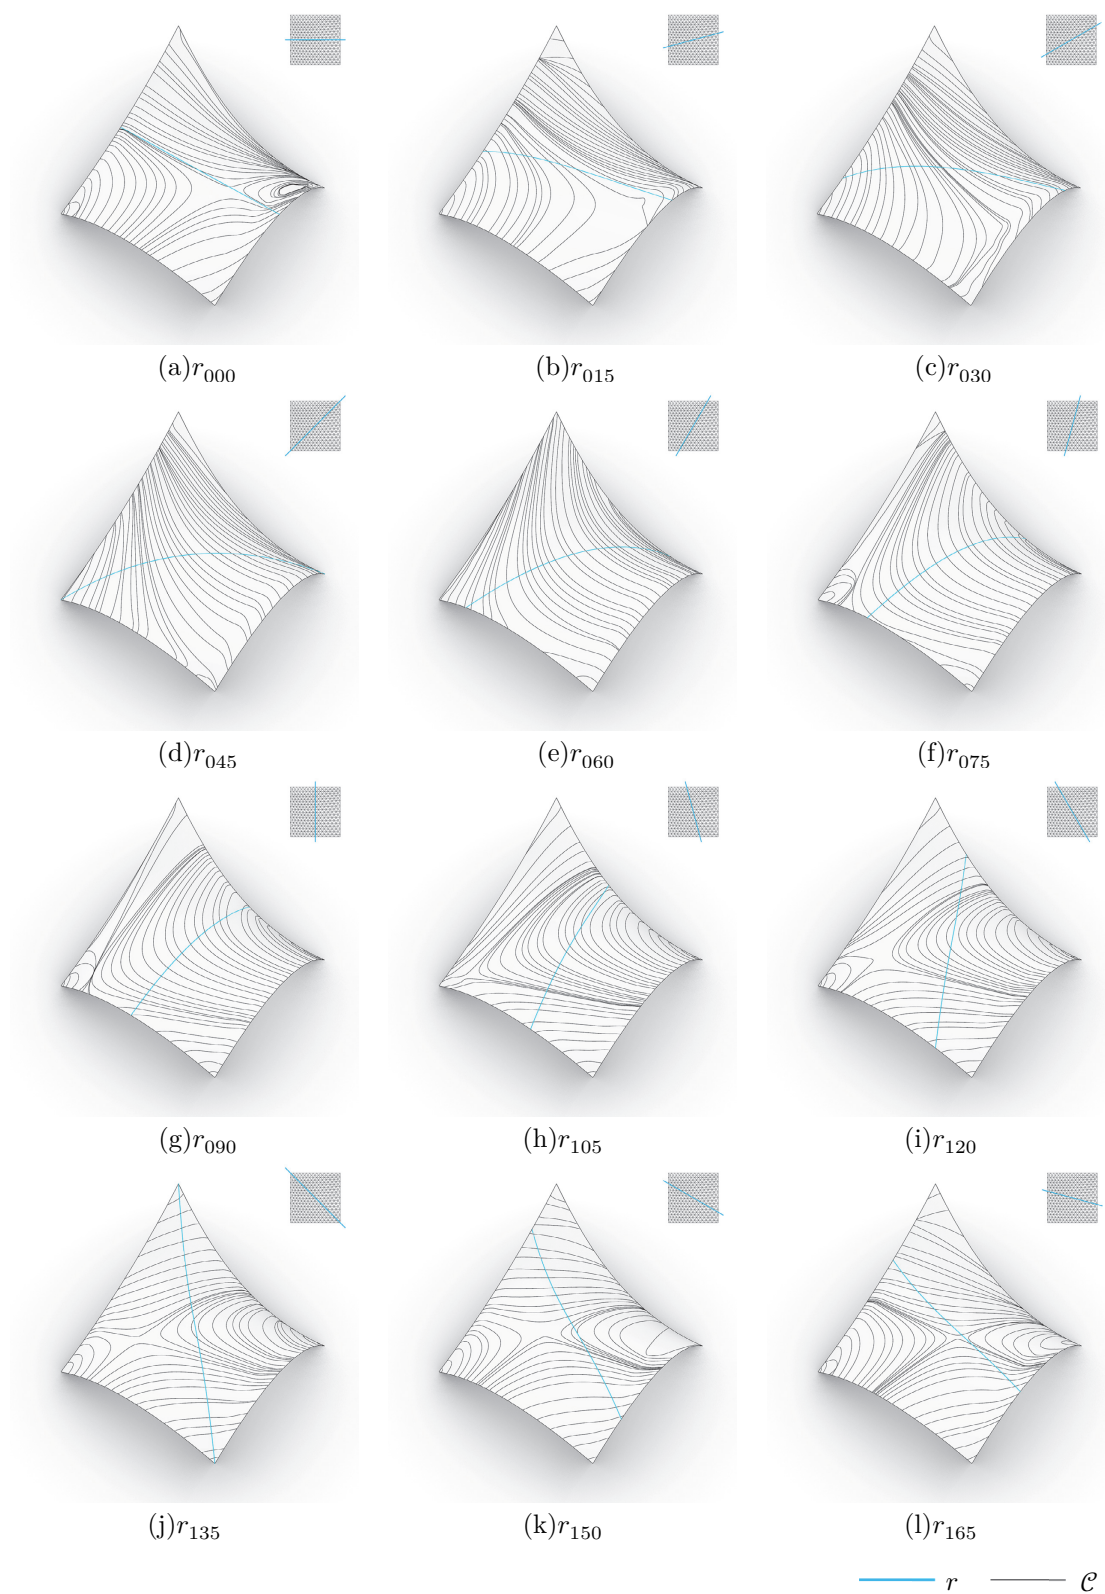 (a) r000 (b) r015 (c) r030
(d) r045 (e) r060 (f) r075
(g) r090 (h) r105 (i) r120
(j) r135 (k) r150 (l) r165
r 𝒞